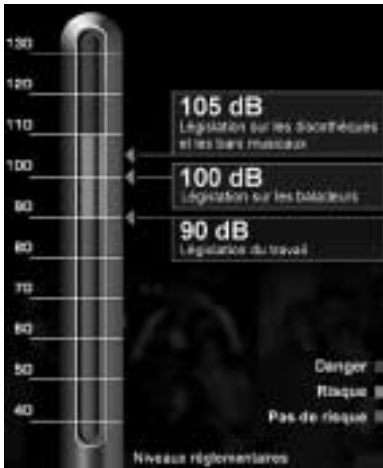 130
120
110
100
90
80
70
60
50
40
105 dB
Législation sur les discothèques
et les bars musicaux
100 dB
Législation sur les baladeurs
90 dB
Législation du travail
Danger
Risque
Pas de risque
Niveaux réglementaires